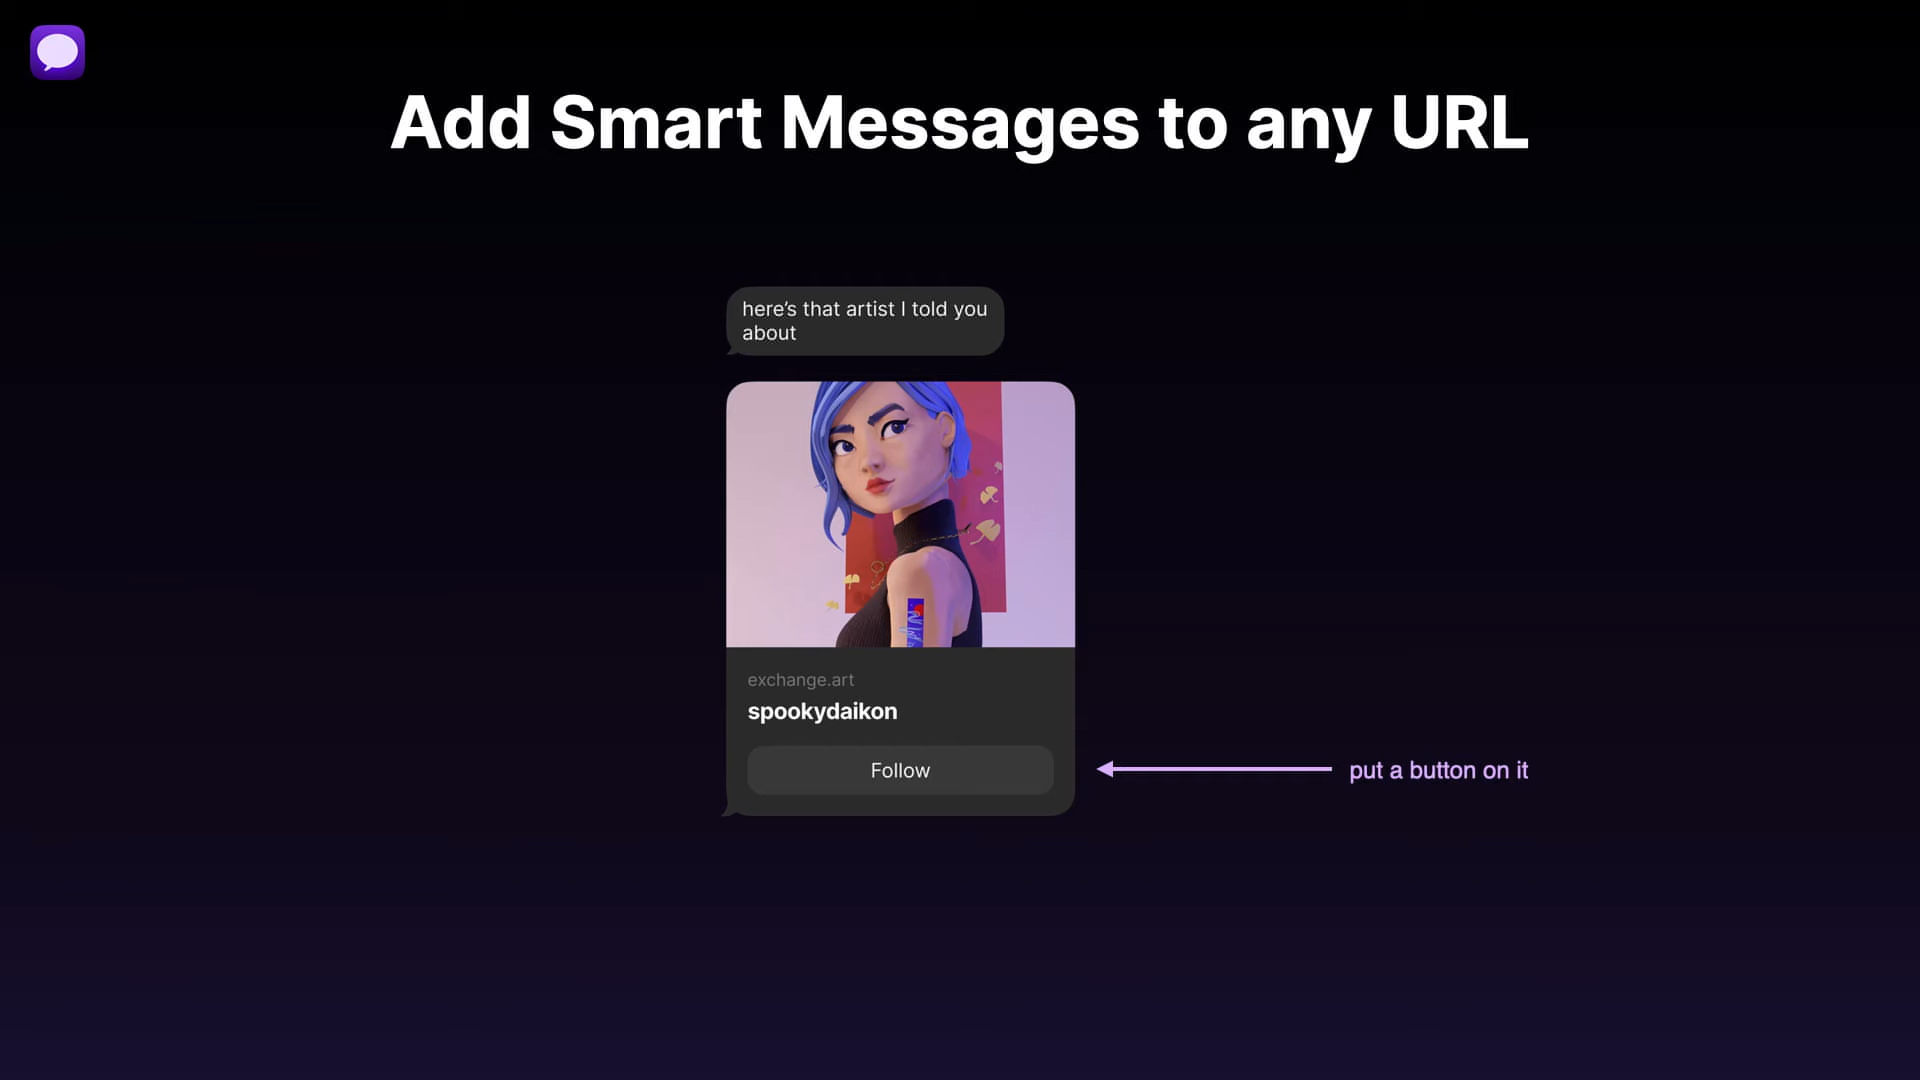 Add Smart Messages to any URL
here’s that artist I told you
about
exchange.art
spookydaikon
Follow
put a button on it